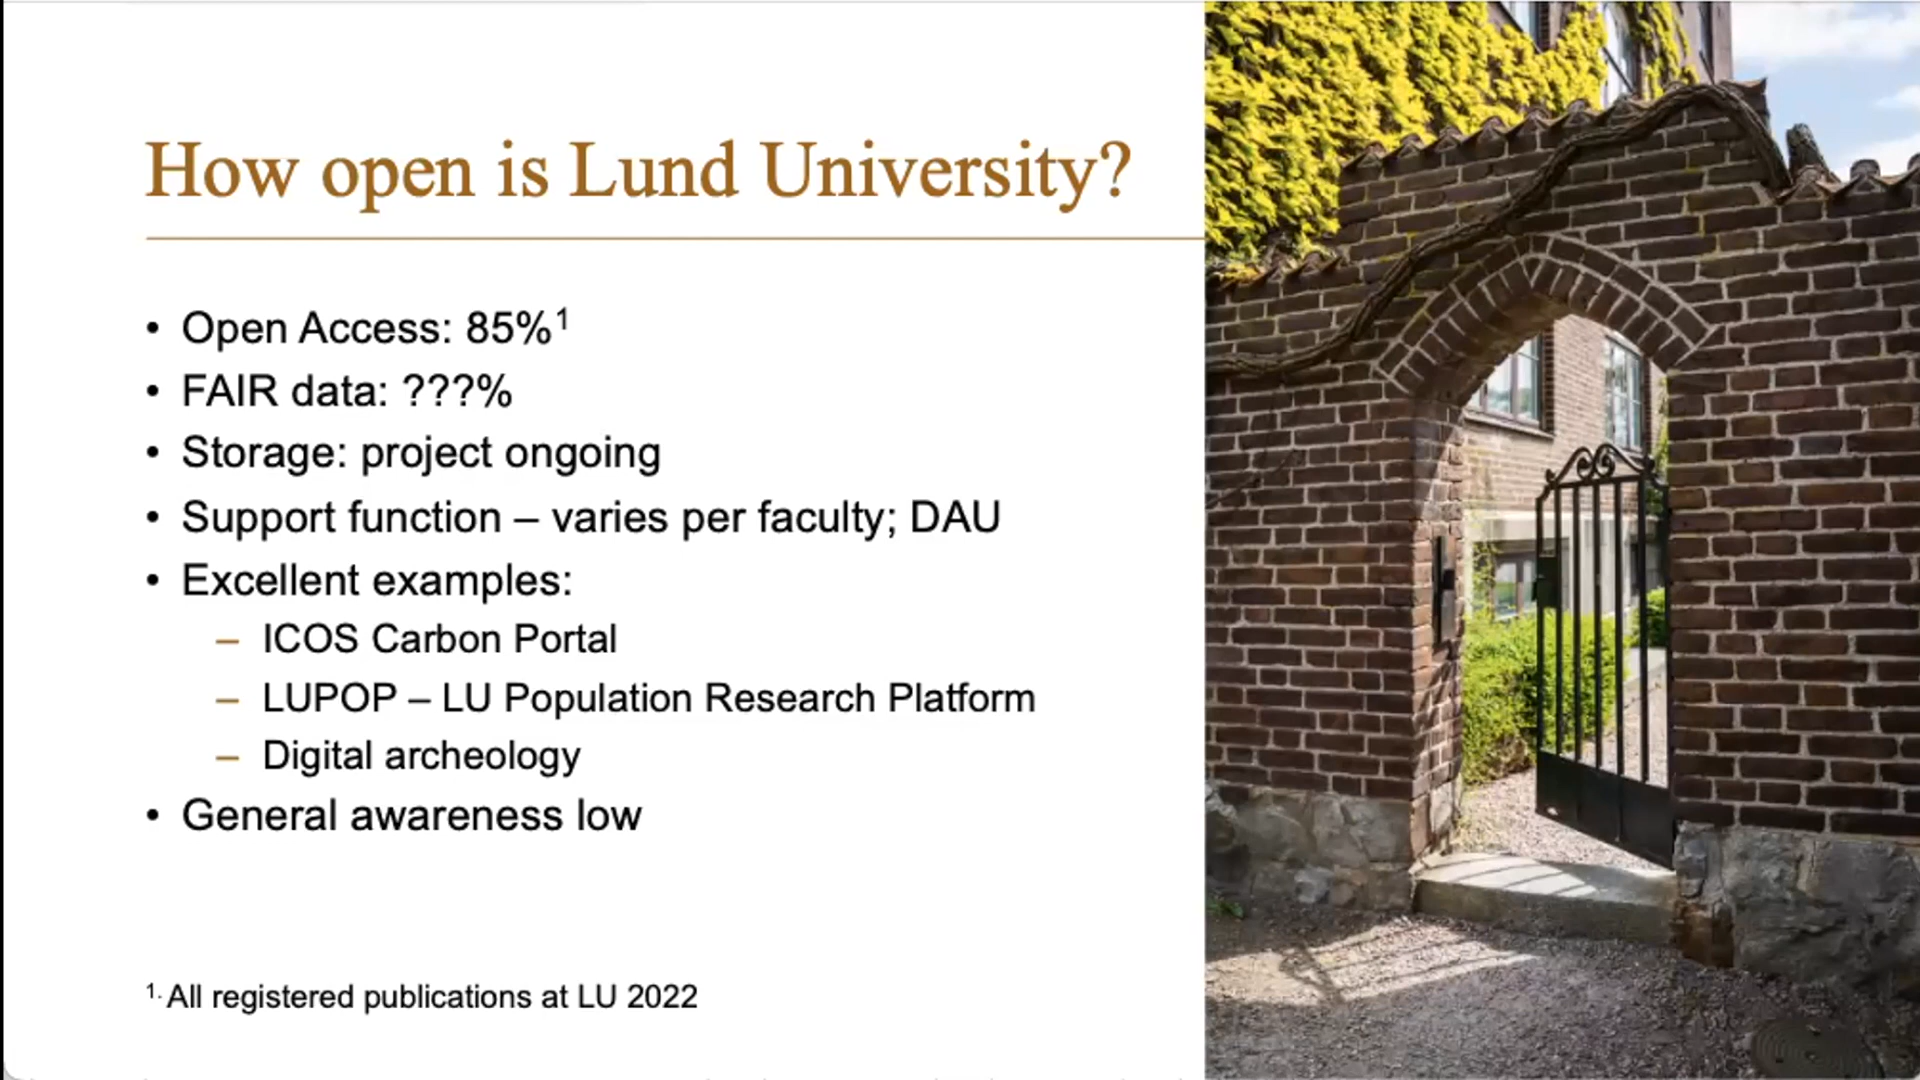 How open is Lund University?
• Open Access: 85%¹
• FAIR data: ???%
• Storage: project ongoing
• Support function – varies per faculty; DAU
• Excellent examples:
– ICOS Carbon Portal
– LUPOP – LU Population Research Platform
– Digital archeology
• General awareness low
¹· All registered publications at LU 2022